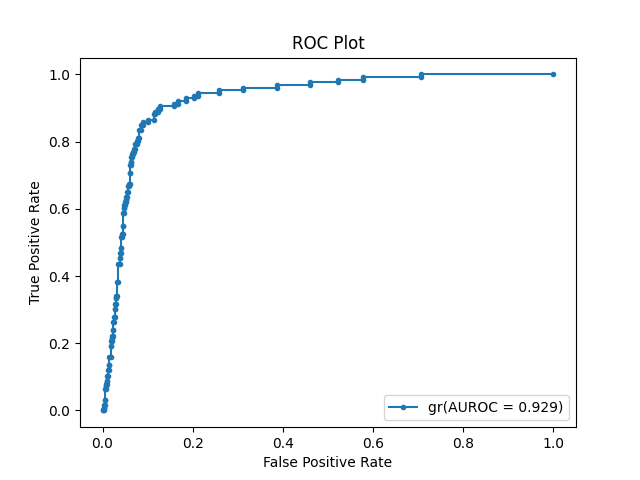 ROC Plot
True Positive Rate
1.0
0.8
0.6
0.4
0.2
0.0
gr(AUROC = 0.929)
0.0 0.2 0.4 0.6 0.8 1.0
False Positive Rate